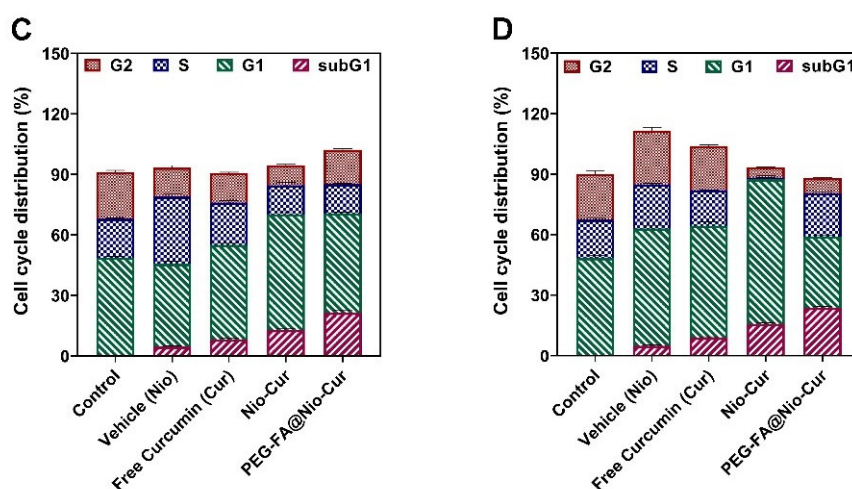 C
Cell cycle distribution (%)
150
120
90
60
30
0
G2 S G1 subG1
Control
Vehicle (Nio)
Free Curcumin (Cur)
Nio-Cur
PEG-FA@Nio-Cur
D
Cell cycle distribution (%)
150
120
90
60
30
0
G2 S G1 subG1
Control
Vehicle (Nio)
Free Curcumin (Cur)
Nio-Cur
PEG-FA@Nio-Cur